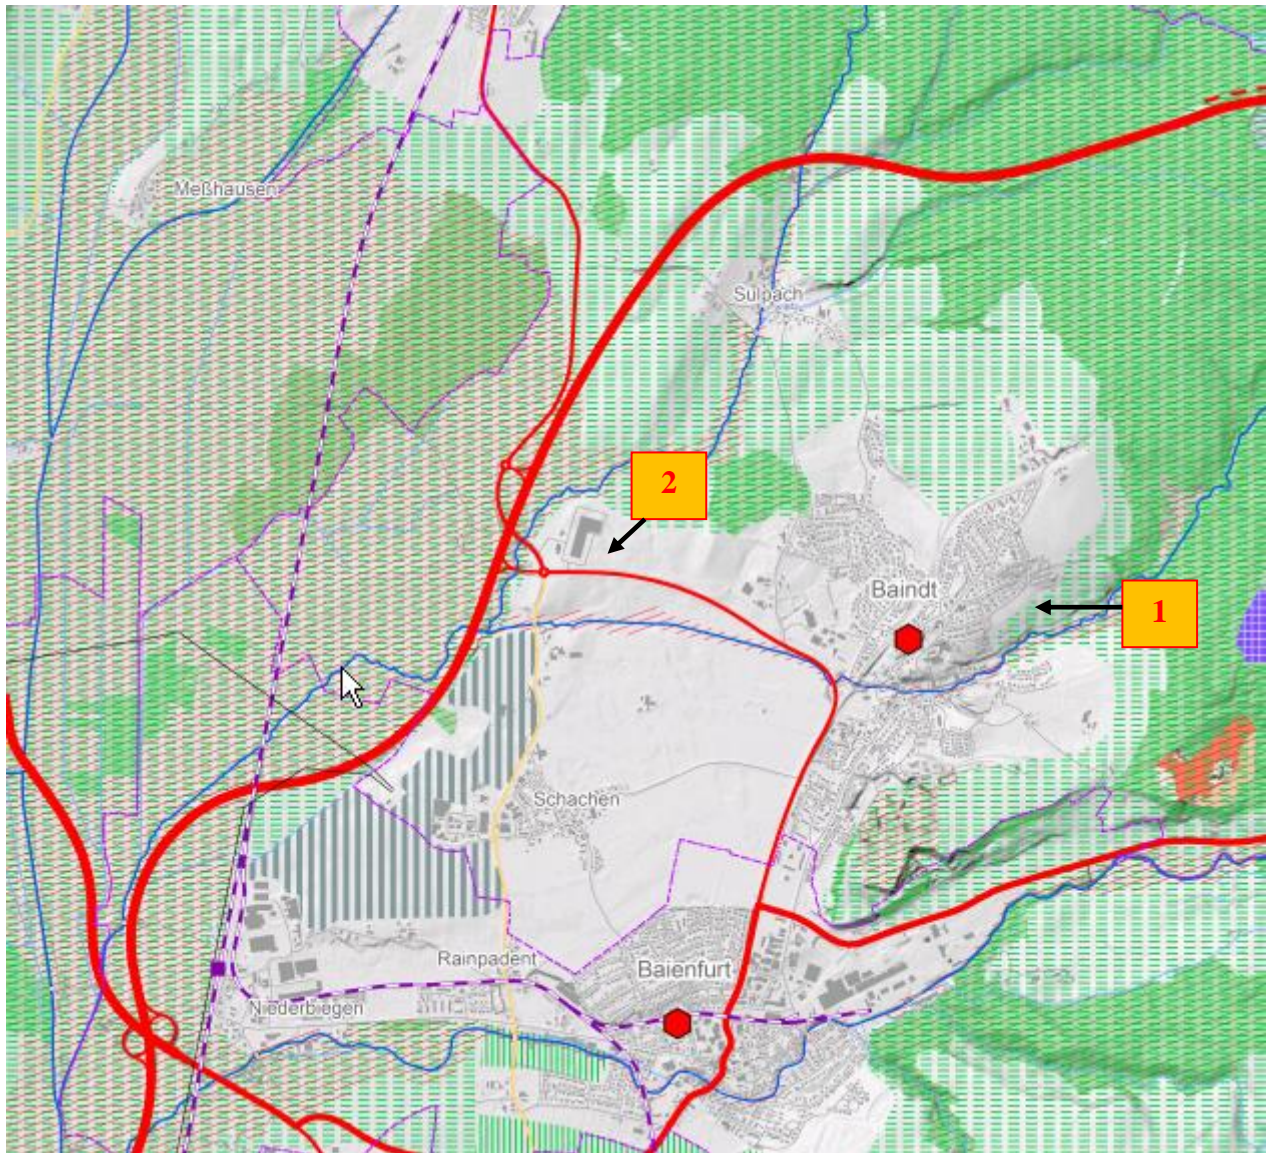 Meßhausen
Sulpach
2
Baindt
1
Schachen
Rainpadent
Baienfurt
Niederbiegen